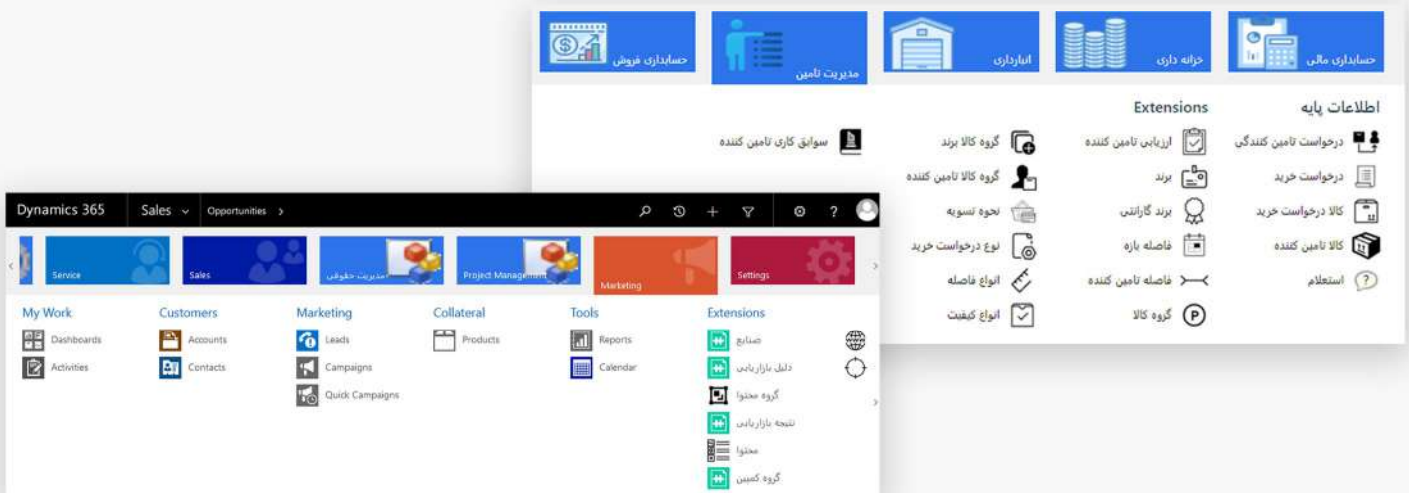 حسابداری مالی
خزانه داری
انبارداری
مدیریت تامین
حسابداری فروش
اطلاعات پایه
درخواست تامین کنندگی
درخواست خرید
کالا درخواست خرید
کالا تامین کننده
استعلام
Extensions
ارزیابی تامین کننده
برند
برند گارانتی
فاصله بازه
فاصله تامین کننده
گروه کالا
گروه کالا برند
گروه کالا تامین کننده
نحوه تسویه
نوع درخواست خرید
انواع فاصله
انواع کیفیت
سوابق کاری تامین کننده
Dynamics 365
Sales
Opportunities
Service
Sales
مدیریت حقوقی
Project Management
Marketing
Settings
My Work
Dashboards
Activities
Customers
Accounts
Contacts
Marketing
Leads
Campaigns
Quick Campaigns
Collateral
Products
Tools
Reports
Calendar
Extensions
صنایع
دلیل بازاریابی
گروه محتوا
نتیجه بازاریابی
محتوا
گروه کمپین